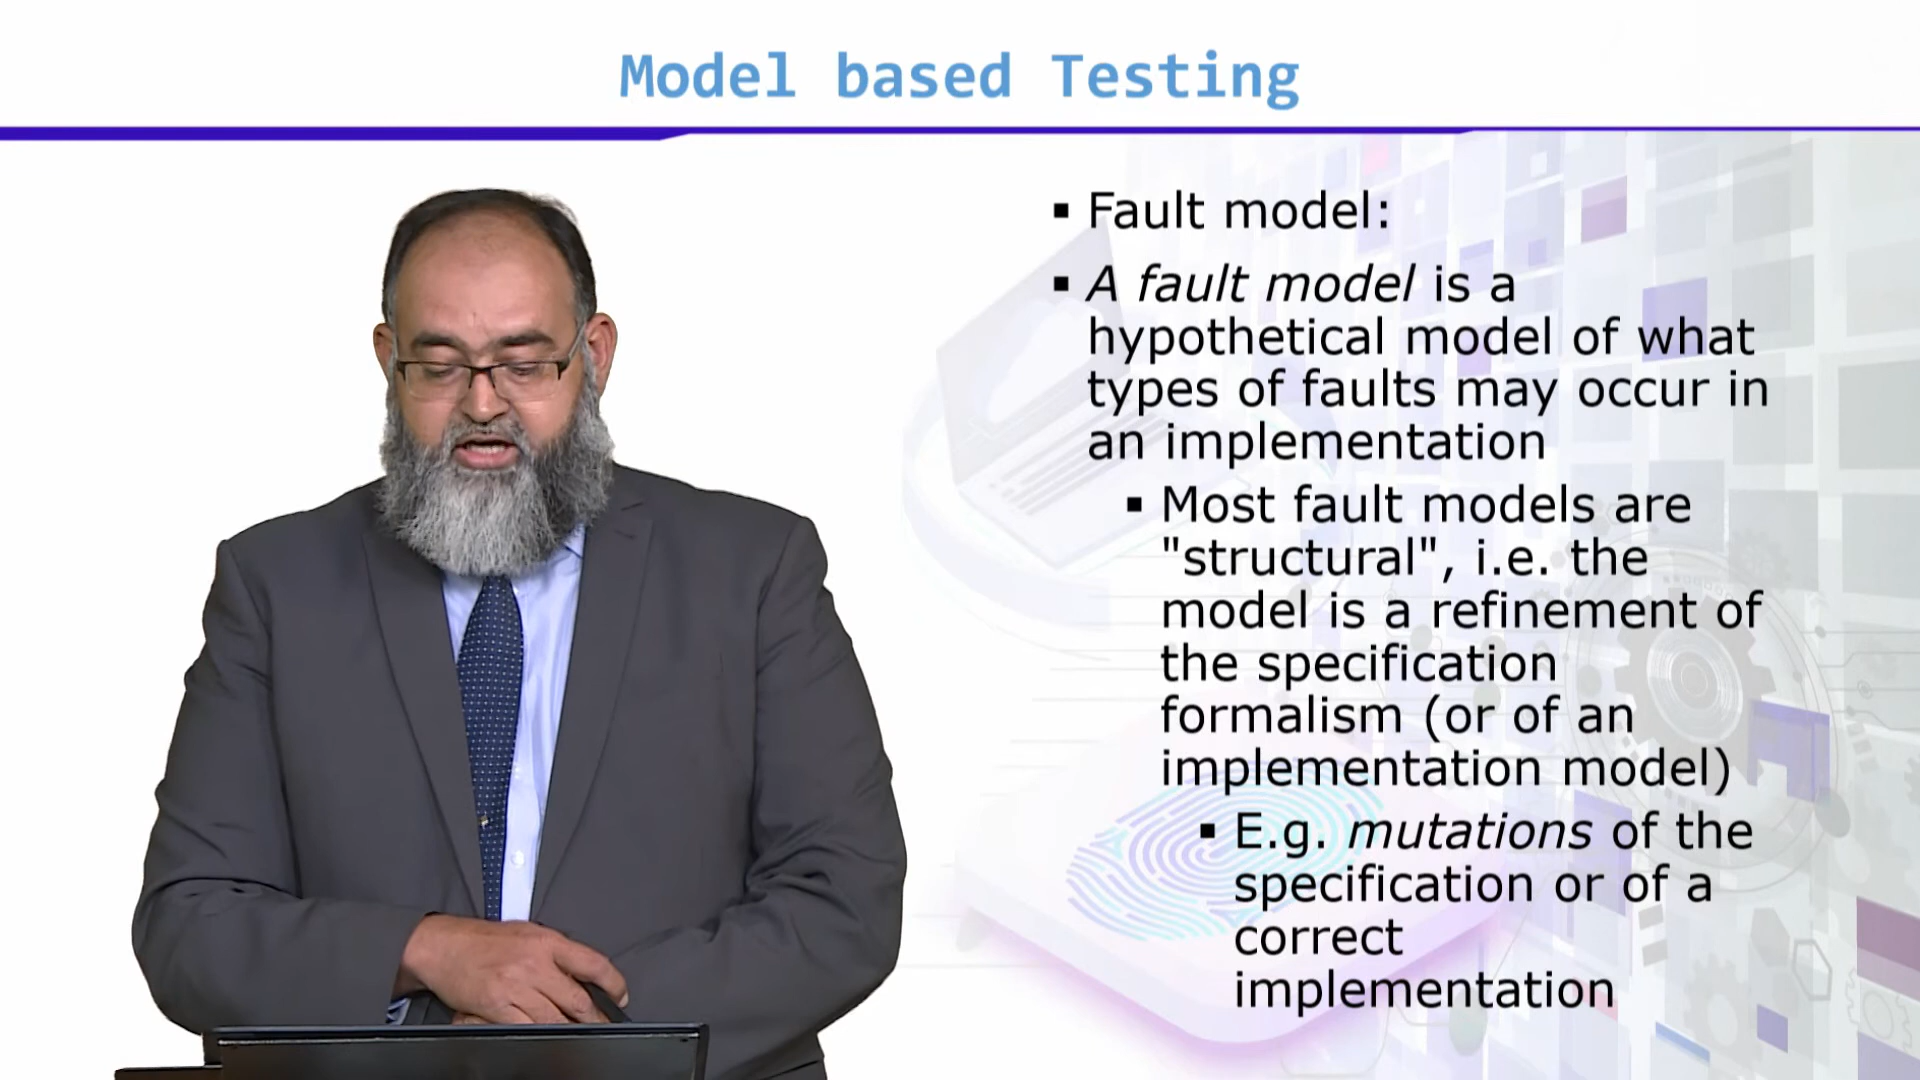 Model based Testing
▪ Fault model:
▪ A fault model is a
hypothetical model of what
types of faults may occur in
an implementation
▪ Most fault models are
"structural", i.e. the
model is a refinement of
the specification
formalism (or of an
implementation model)
▪ E.g. mutations of the
specification or of a
correct
implementation